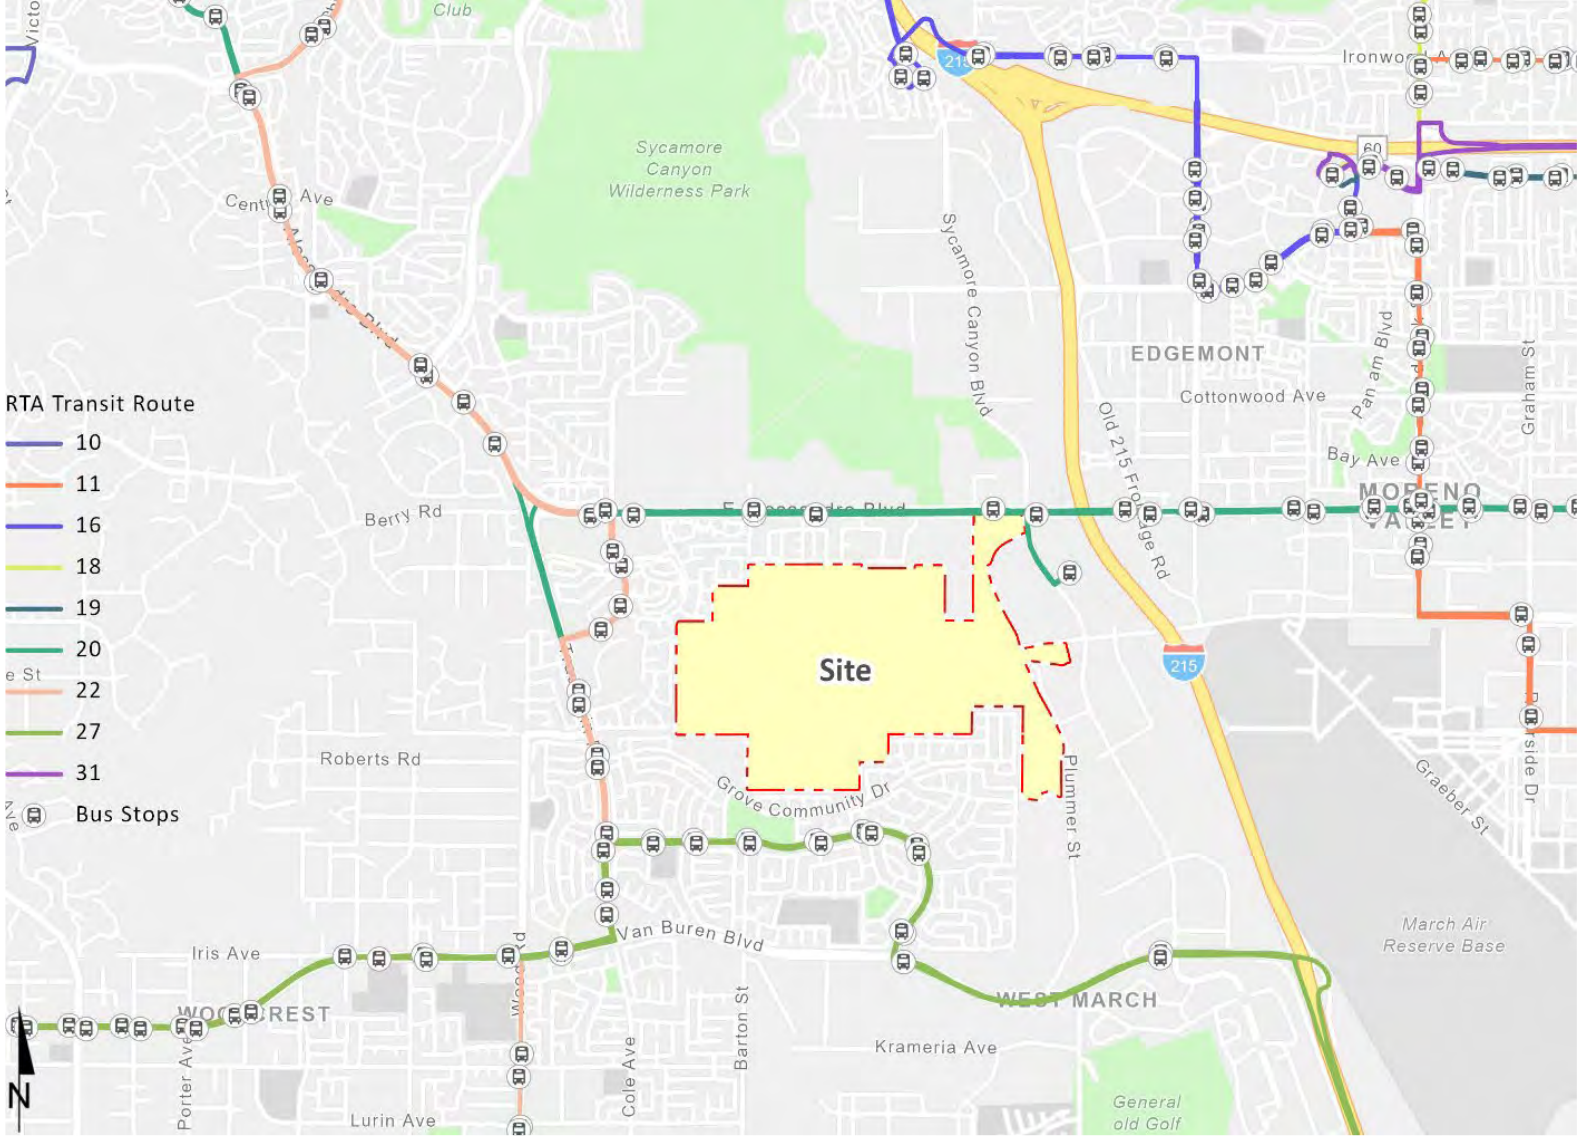 Club
Victo
215
Ironwood A
60
Sycamore
Canyon
Wilderness Park
Central Ave
Sycamore Canyon Blvd
EDGEMONT
Cottonwood Ave
Pan am Blvd
Graham St
Old 215 Frontage Rd
Bay Ave
MORENO
VALLEY
Berry Rd
RTA Transit Route
10
11
16
18
19
20
22
27
31
Bus Stops
e St
Ave
Site
215
Roberts Rd
Grove Community Dr
Plummer St
Graeber St
Van Buren Blvd
Iris Ave
WOODCREST
WEST MARCH
March Air
Reserve Base
Krameria Ave
Barton St
Cole Ave
Porter Ave
Lurin Ave
General
old Golf
N